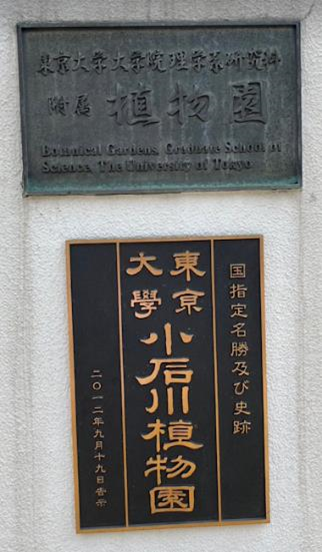 東京大学大学院理学系研究科
附属 植物園
Botanical Gardens, Graduate School of
Science, The University of Tokyo
国指定名勝及び史跡
東京
大學
小石川植物園
二〇一二年九月十九日告示